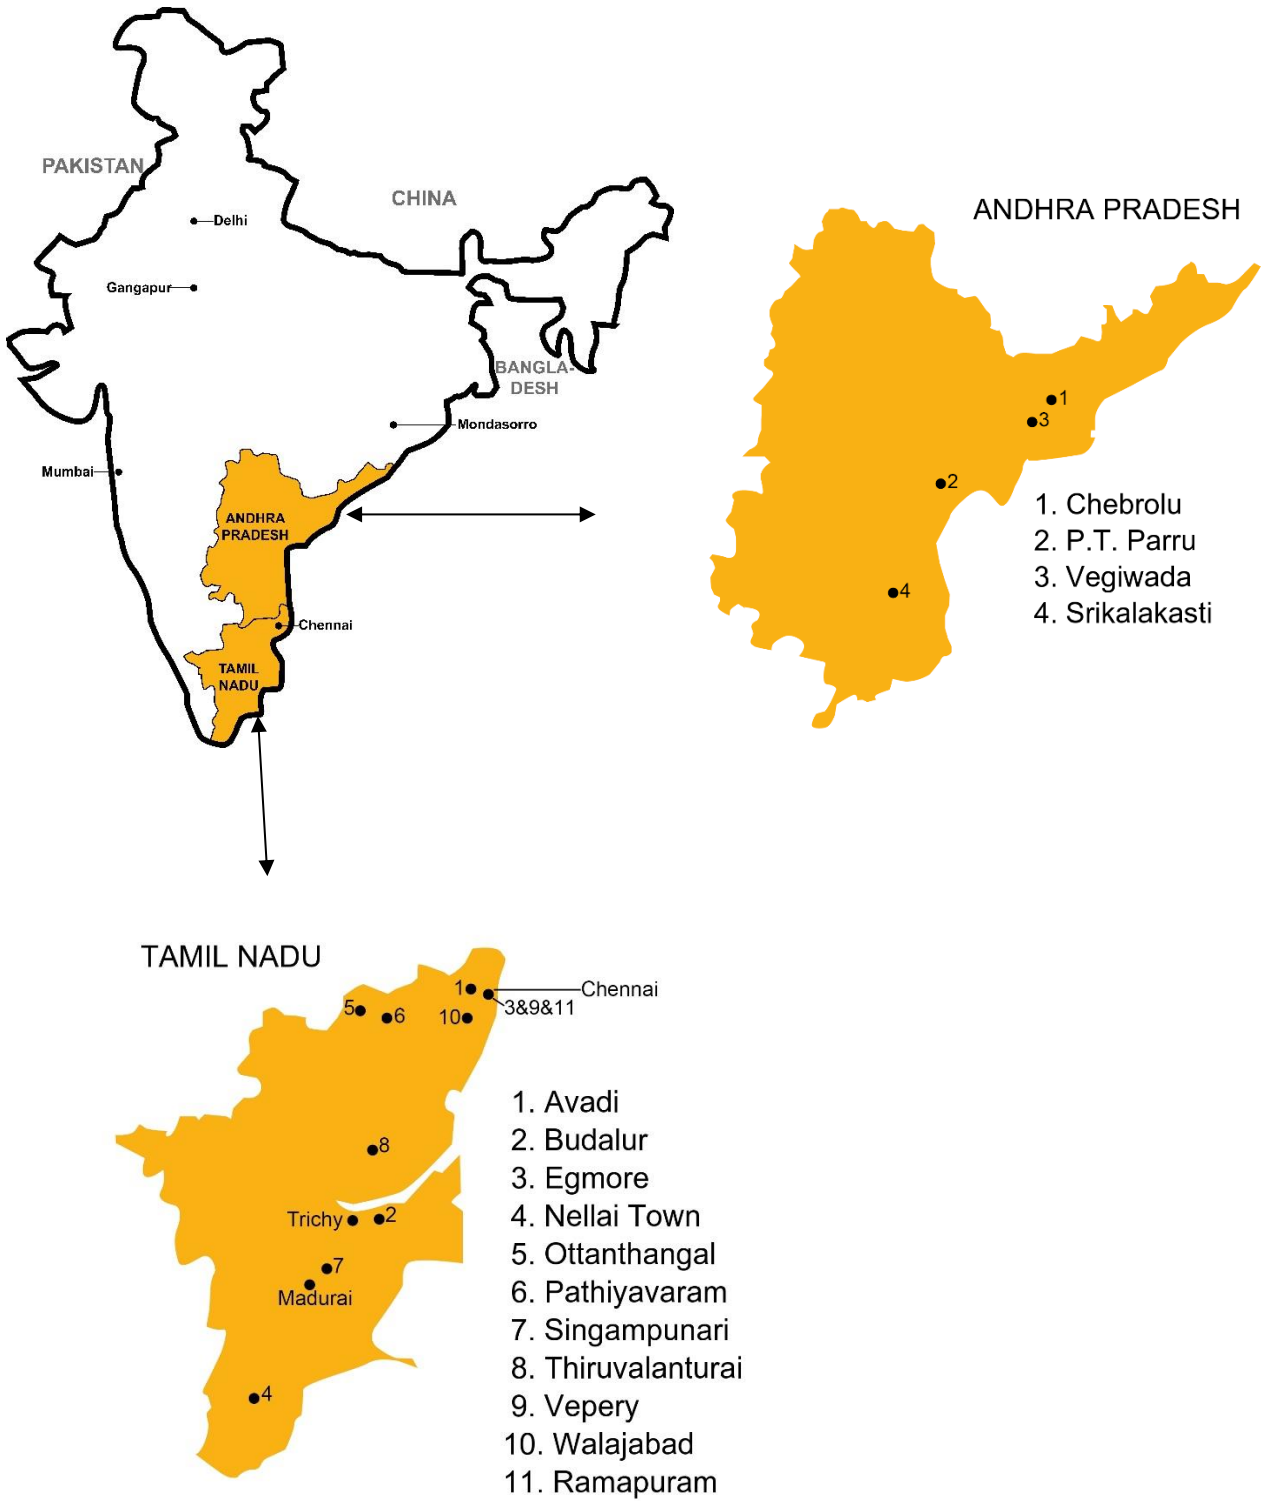 PAKISTAN
CHINA
Delhi
Gangapur
BANGLA-
DESH
Mondasorro
Mumbai
ANDHRA
PRADESH
Chennai
TAMIL
NADU
ANDHRA PRADESH
1
3
2
4
1. Chebrolu
2. P.T. Parru
3. Vegiwada
4. Srikalakasti
TAMIL NADU
1
Chennai
3&9&11
5
6
10
8
Trichy
2
7
Madurai
4
1. Avadi
2. Budalur
3. Egmore
4. Nellai Town
5. Ottanthangal
6. Pathiyavaram
7. Singampunari
8. Thiruvalanturai
9. Vepery
10. Walajabad
11. Ramapuram